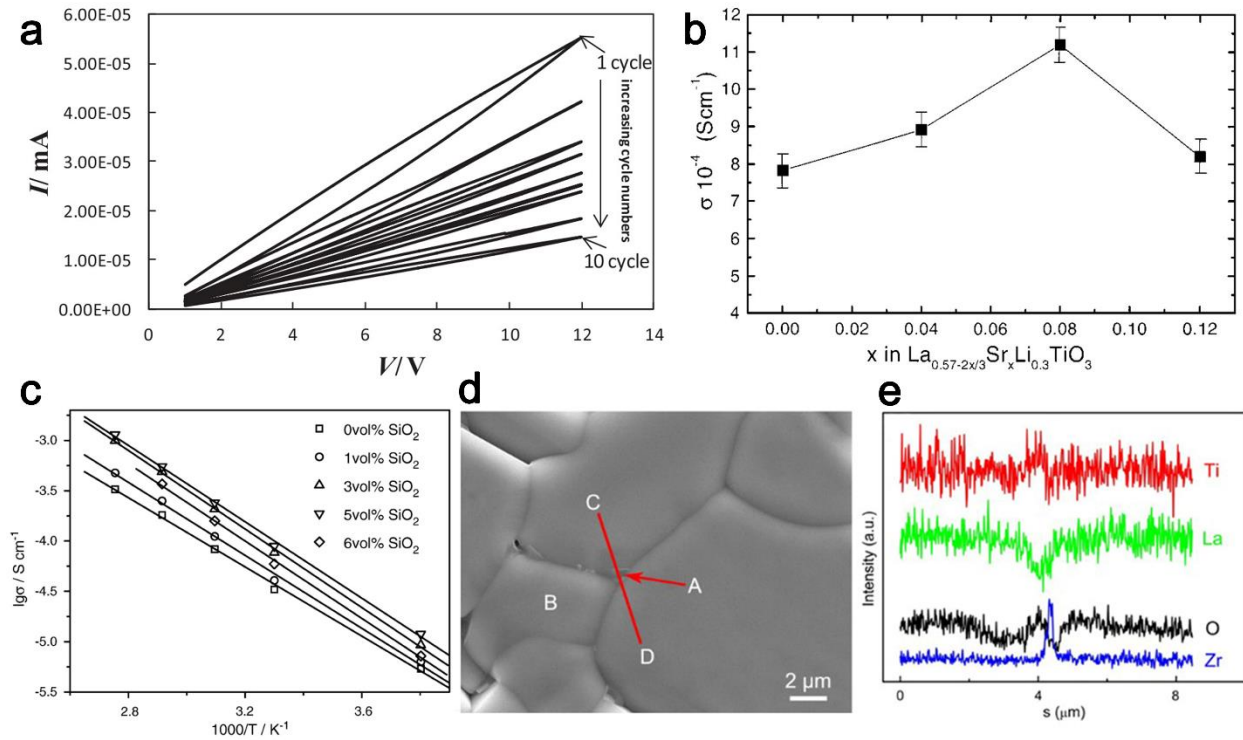 a
6.00E-05
5.00E-05
4.00E-05
3.00E-05
2.00E-05
1.00E-05
0.00E+00
I/ mA
0
2
4
6
8
10
12
14
V/ V
1 cycle
increasing cycle numbers
10 cycle
b
12
11
10
9
8
7
6
5
4
σ 10⁻⁴ (Scm⁻¹)
0.00
0.02
0.04
0.06
0.08
0.10
0.12
x in La₀.₅₇₋₂ₓ/₃SrₓLi₀.₃TiO₃
c
-3.0
-3.5
-4.0
-4.5
-5.0
-5.5
lgσ / S cm⁻¹
2.8
3.2
3.6
1000/T / K⁻¹
0vol% SiO₂
1vol% SiO₂
3vol% SiO₂
5vol% SiO₂
6vol% SiO₂
d
C
A
B
D
2 μm
e
Intensity (a.u.)
Ti
La
O
Zr
0
4
8
s (μm)